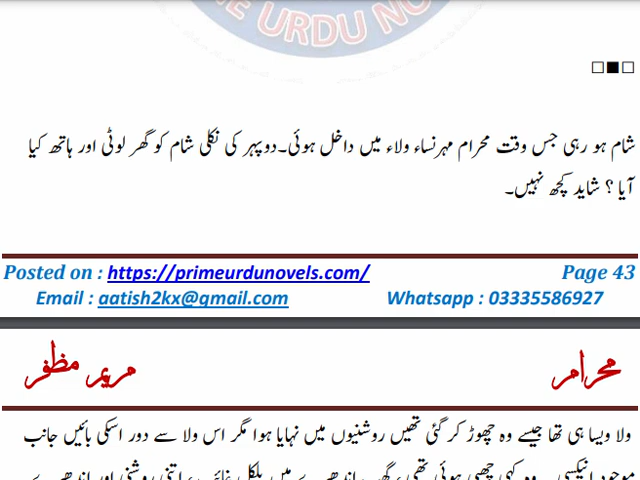 E URDU NO
شام ہو رہی جس وقت محرام مہرنساء ولاء میں داخل ہوئی۔دوپہر کی نکلی شام کو گھر لوٹی اور ہاتھ کیا
آیا ؟ شاید کچھ نہیں۔
Posted on : https://primeurdunovels.com/ Page 43
Email : aatish2kx@gmail.com Whatsapp : 03335586927
محرام مریم مظفر
ولا ویسا ہی تھا جیسے وہ چھوڑ کر گئی تھیں روشنیوں میں نہایا ہوا مگر اس ولا سے دور اسکی بائیں جانب